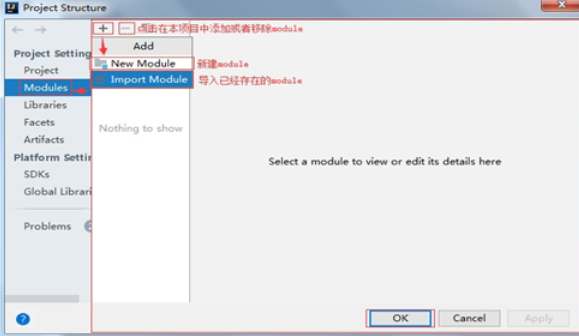 Project Structure
+ — 点击在本项目中添加或者移除module
Add
New Module 新建module
Import Module 导入已经存在的module
Nothing to show
Project Setting
Project
Modules
Libraries
Facets
Artifacts
Platform Settin
SDKs
Global Librari
Problems
Select a module to view or edit its details here
?
OK Cancel Apply